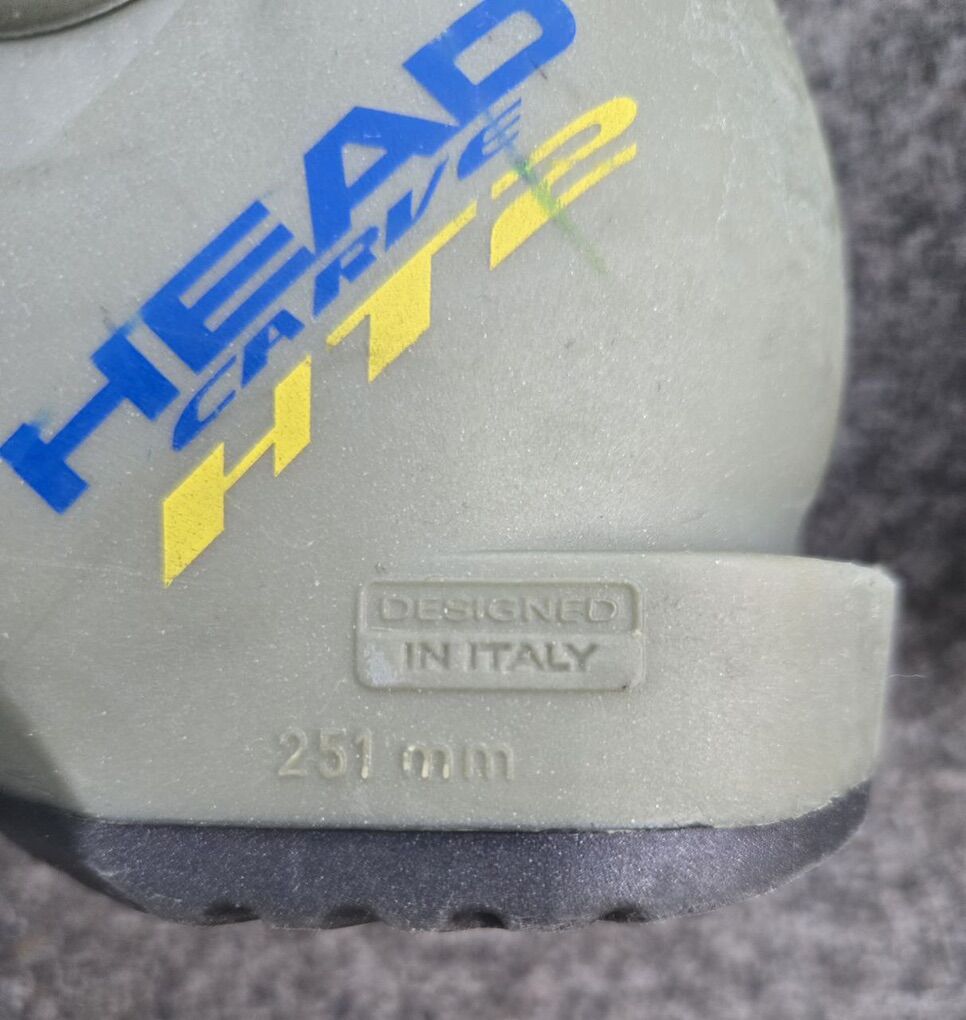 HEAD
CARVE
HT2
DESIGNED
IN ITALY
251 mm